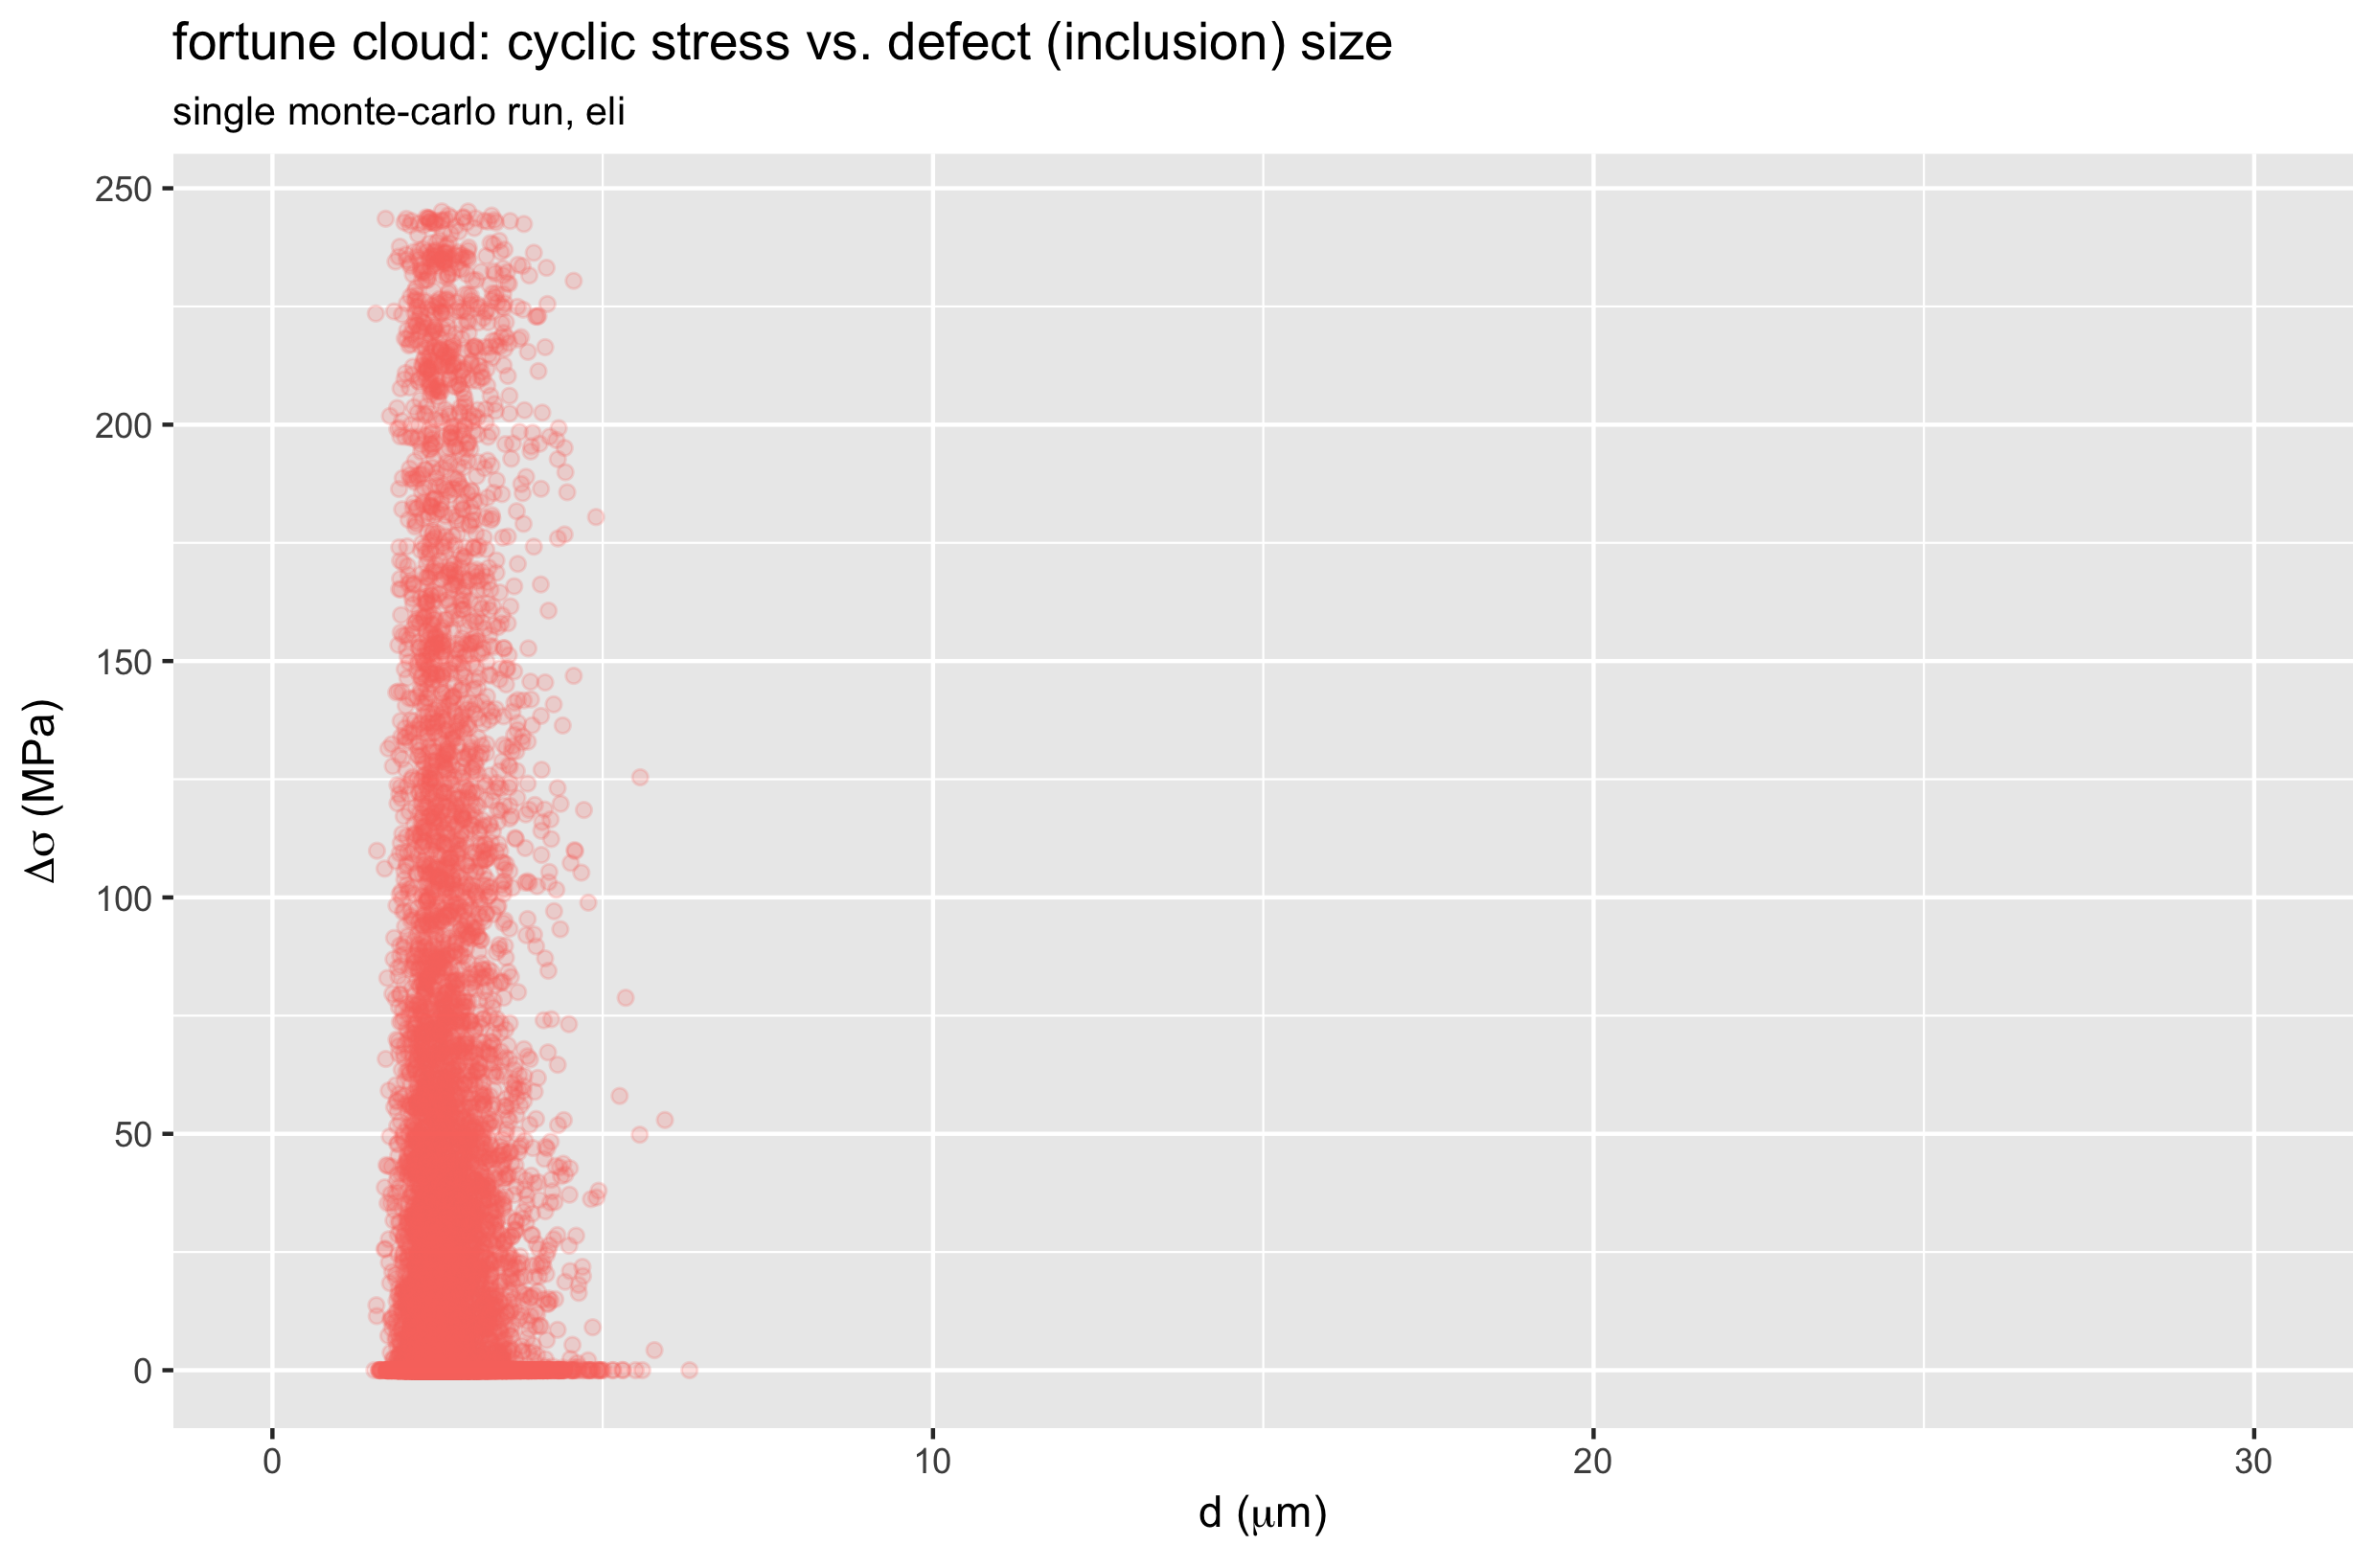 fortune cloud: cyclic stress vs. defect (inclusion) size
single monte-carlo run, eli
250
200
150
100
50
0
Δσ (MPa)
0 10 20 30
d (μm)